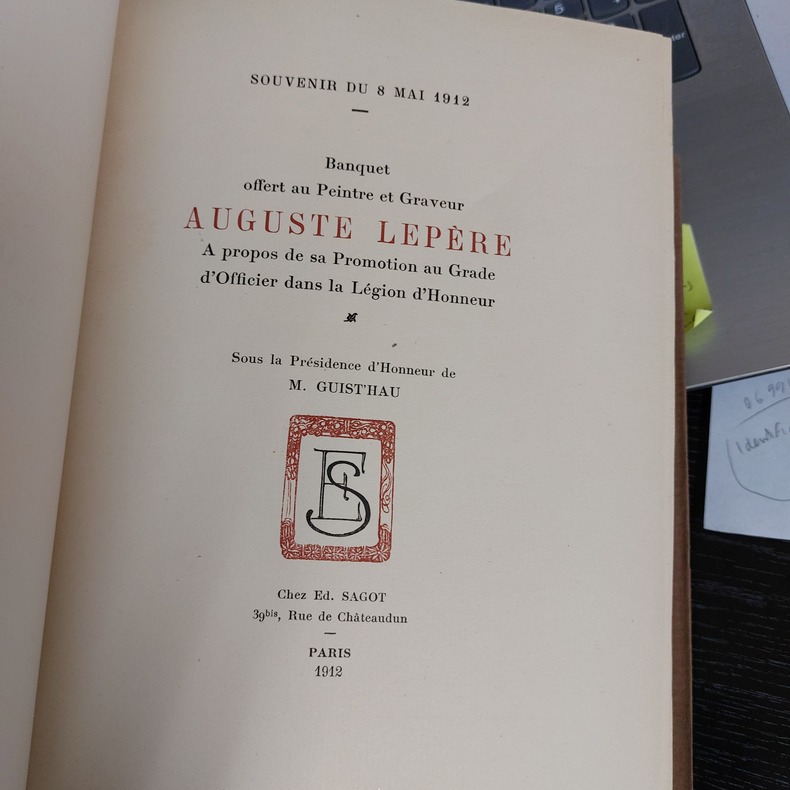 SOUVENIR DU 8 MAI 1912
Banquet
offert au Peintre et Graveur
AUGUSTE LEPÈRE
A propos de sa Promotion au Grade
d'Officier dans la Légion d'Honneur
Sous la Présidence d'Honneur de
M. GUIST'HAU
ES
Chez Ed. SAGOT
39bis, Rue de Châteaudun
PARIS
1912